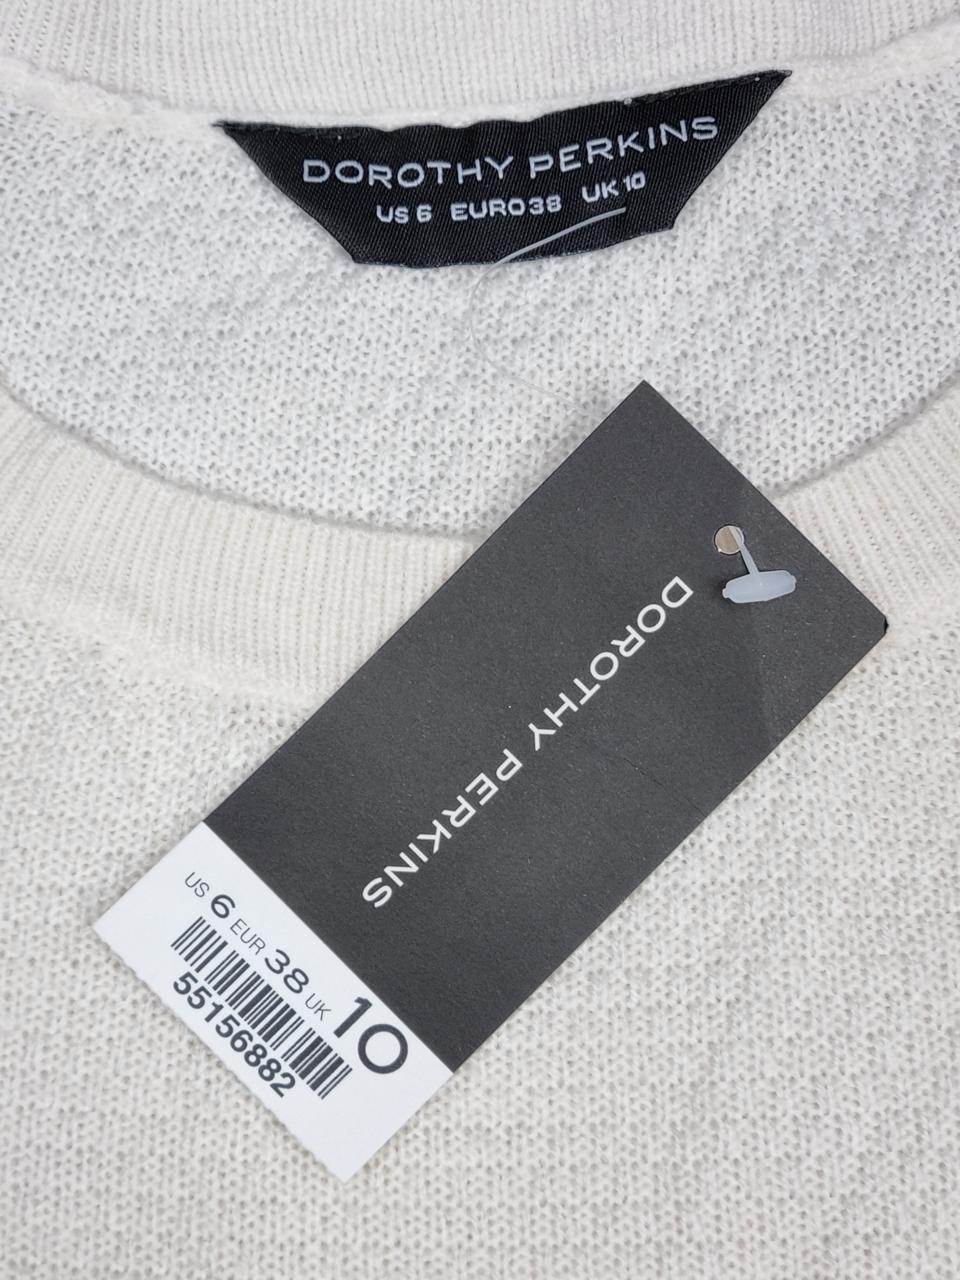 DOROTHY PERKINS
US 6 EURO 38 UK 10
DOROTHY PERKINS
US 6 EUR 38 UK 10
55156882